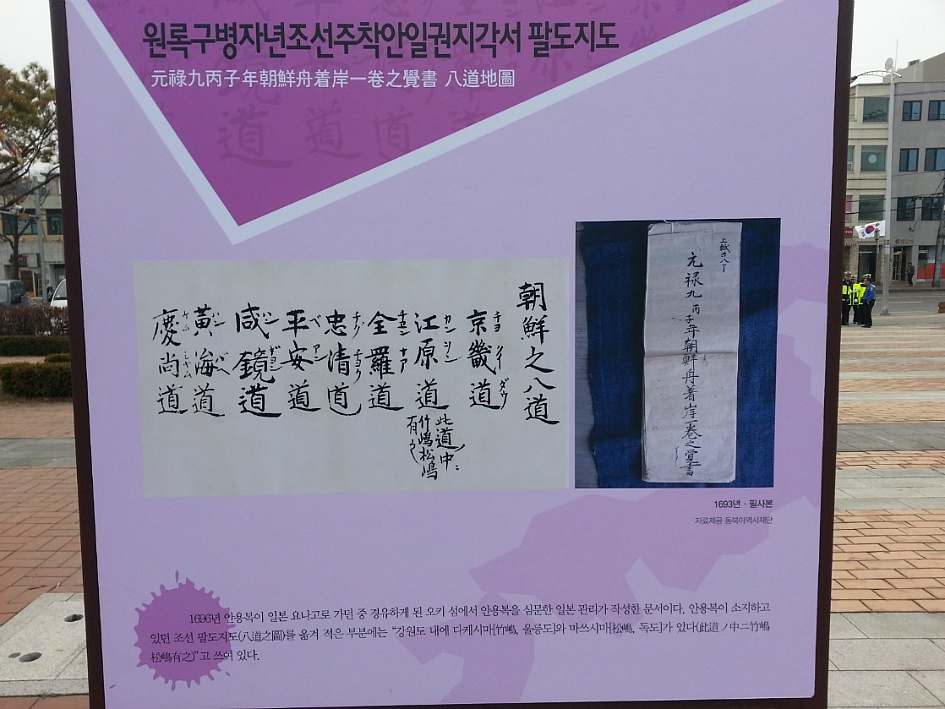 원록구병자년조선주착안일권지각서 팔도지도
元祿九丙子年朝鮮舟着岸一卷之覺書 八道地圖
朝鮮之八道
京畿道
江原道
此道中ニ
竹嶋松嶋
有之
全羅道
忠清道
平安道
咸鏡道
黃海道
慶尚道
元禄九丙子年朝鮮舟着岸一巻之覚書
1693년 · 필사본
자료제공 동북아역사재단
1696년 안용복이 일본 요나고로 가던 중 경유하게 된 오키 섬에서 안용복을 심문한 일본 관리가 작성한 문서이다. 안용복이 소지하고
있던 조선 팔도지도(八道之圖)를 옮겨 적은 부분에는 “강원도 내에 다케시마[竹嶋, 울릉도]와 마쓰시마[松嶋, 독도]가 있다(此道ノ中ニ竹嶋
松嶋有之)”고 쓰여 있다.